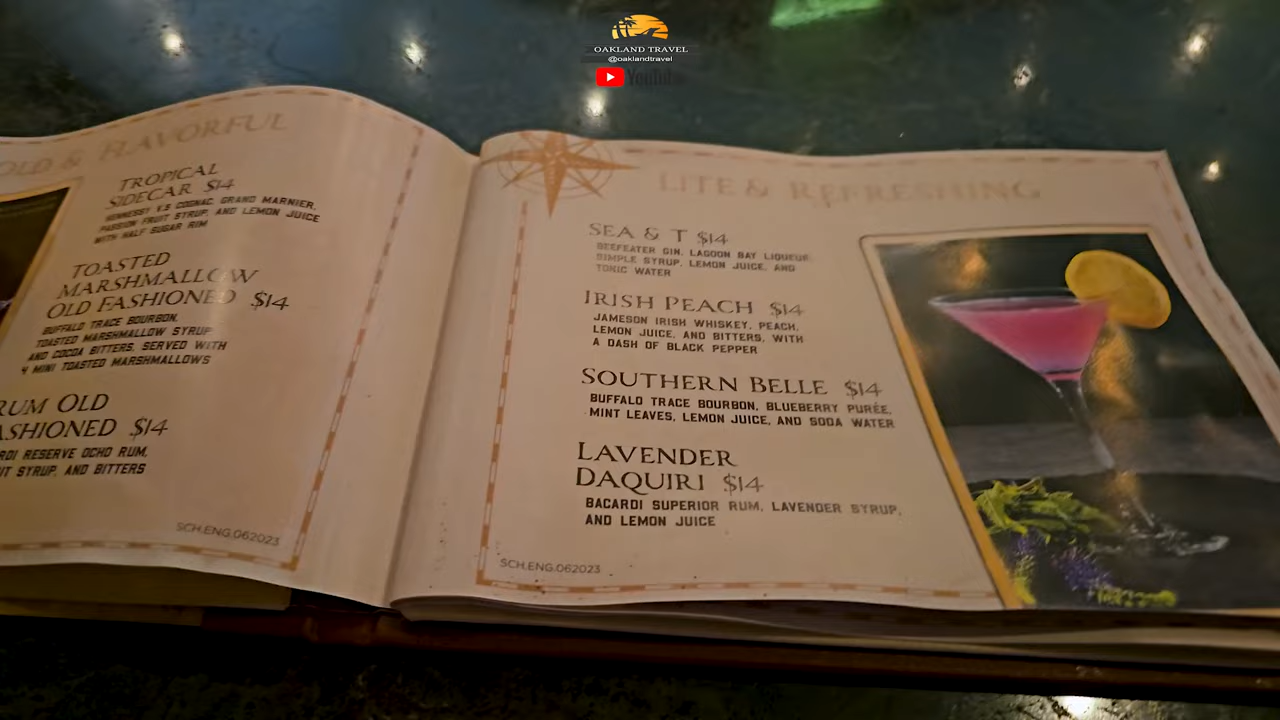 OAKLAND TRAVEL
@oaklandtravel
YouTube
OLD & FLAVORFUL
TROPICAL
SIDECAR $14
HENNESSY V.S COGNAC, GRAND MARNIER,
PASSION FRUIT SYRUP, AND LEMON JUICE
WITH HALF SUGAR RIM
TOASTED
MARSHMALLOW
OLD FASHIONED $14
BUFFALO TRACE BOURBON,
TOASTED MARSHMALLOW SYRUP
AND COCOA BITTERS, SERVED WITH
4 MINI TOASTED MARSHMALLOWS
RUM OLD
ASHIONED $14
RDI RESERVE OCHO RUM,
IT SYRUP, AND BITTERS
SCH.ENG.062023
LITE & REFRESHING
SEA & T $14
BEEFEATER GIN, LAGOON BAY LIQUEUR,
SIMPLE SYRUP, LEMON JUICE, AND
TONIC WATER
IRISH PEACH $14
JAMESON IRISH WHISKEY, PEACH,
LEMON JUICE, AND BITTERS, WITH
A DASH OF BLACK PEPPER
SOUTHERN BELLE $14
BUFFALO TRACE BOURBON, BLUEBERRY PURÉE,
MINT LEAVES, LEMON JUICE, AND SODA WATER
LAVENDER
DAQUIRI $14
BACARDI SUPERIOR RUM, LAVENDER SYRUP,
AND LEMON JUICE
SCH.ENG.062023